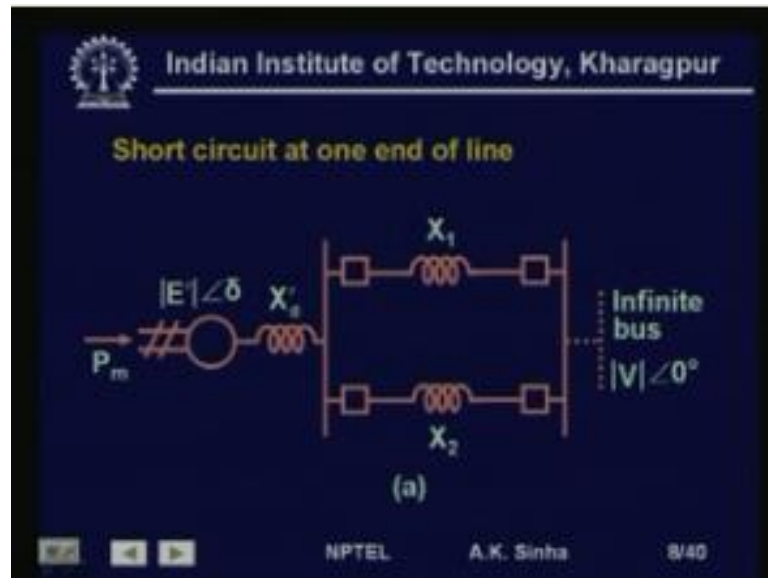 Indian Institute of Technology, Kharagpur
Short circuit at one end of line
X₁
|E'|∠δ X'd
Infinite
bus
Pm
|V|∠0°
X₂
(a)
NPTEL A.K. Sinha 8/40